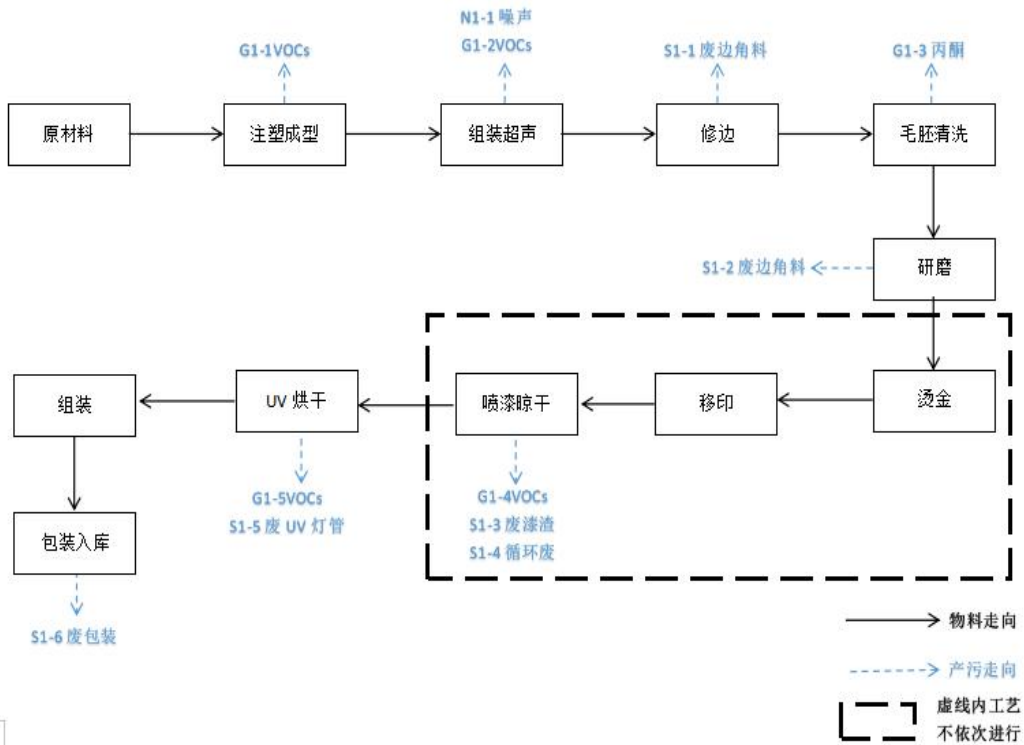 N1-1 噪声
G1-1VOCs
G1-2VOCs
S1-1 废边角料
G1-3 丙酮
原材料
注塑成型
组装超声
修边
毛胚清洗
S1-2 废边角料
研磨
组装
UV 烘干
喷漆晾干
移印
烫金
G1-5VOCs
S1-5 废 UV 灯管
G1-4VOCs
S1-3 废漆渣
S1-4 循环废
包装入库
S1-6 废包装
物料走向
产污走向
虚线内工艺
不依次进行